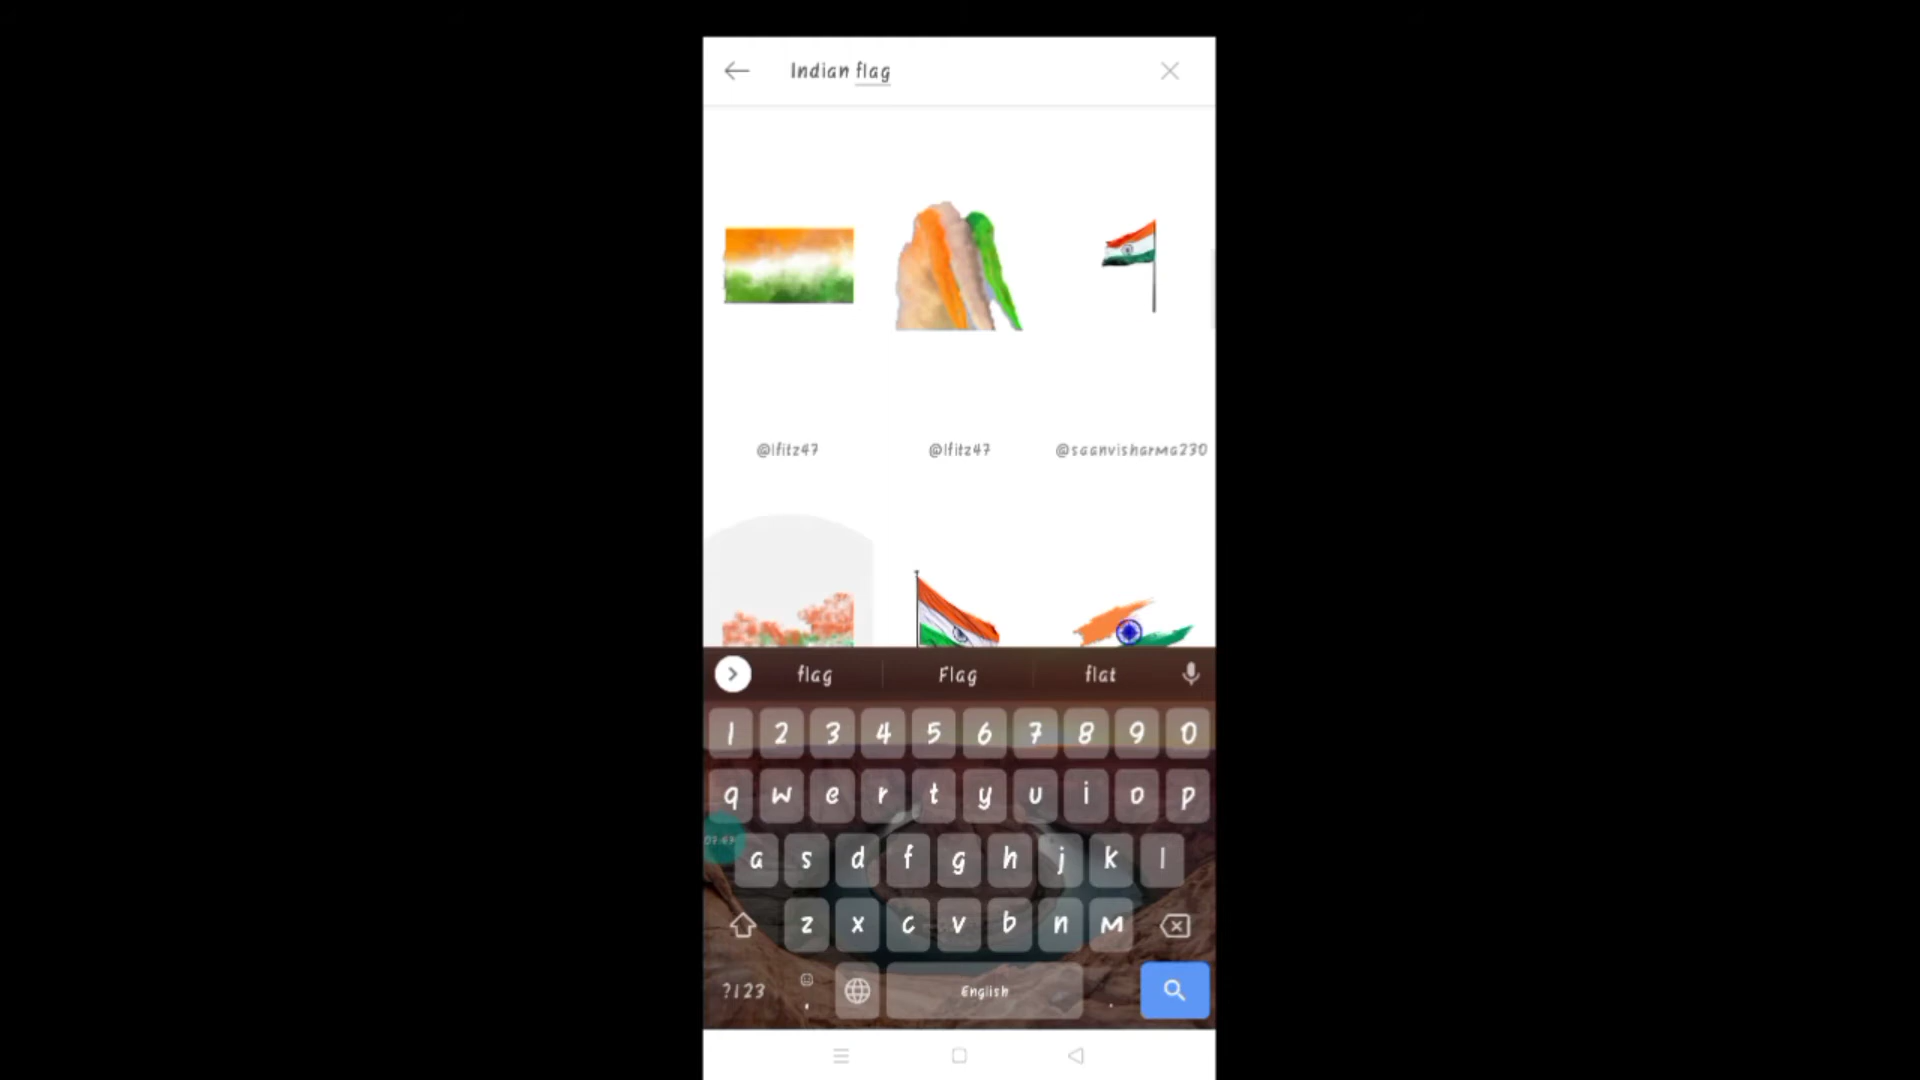 Indian flag
@lfitz47 @lfitz47 @saanvisharma230
flag Flag flat
1 2 3 4 5 6 7 8 9 0
q w e r t y u i o p
a s d f g h j k l
z x c v b n m
?123 , English .